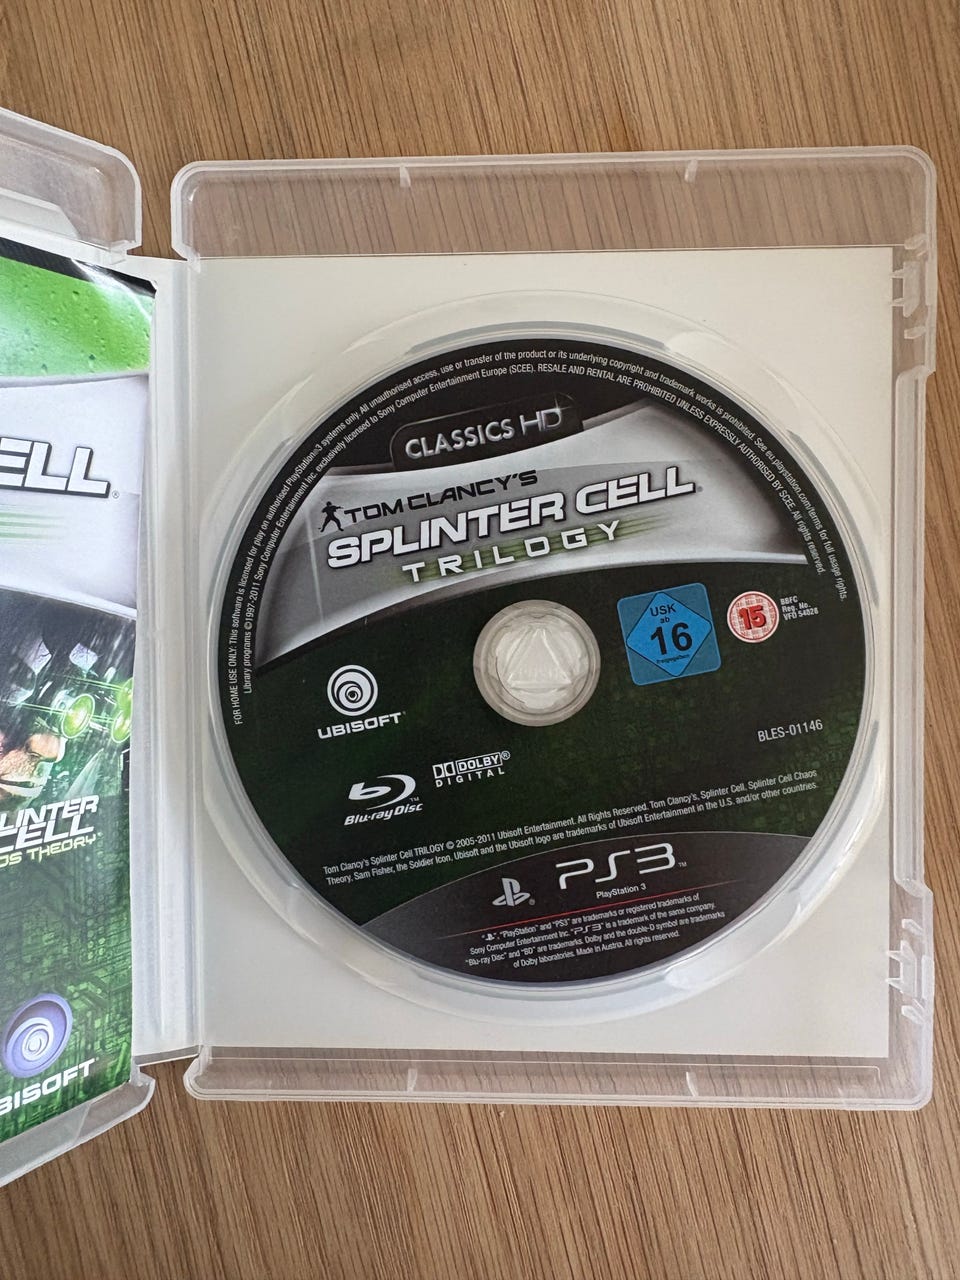 ELL®
LINTER
CELL
OS THEORY
BISOFT
FOR HOME USE ONLY: This software is licensed for play on authorised PlayStation®3 systems only. All unauthorised access, use or transfer of the product or its underlying copyright and trademark works is prohibited. See eu.playstation.com/terms for full usage rights.
Library programs ©1997-2011 Sony Computer Entertainment Inc. exclusively licensed to Sony Computer Entertainment Europe (SCEE). RESALE AND RENTAL ARE PROHIBITED UNLESS EXPRESSLY AUTHORISED BY SCEE. All rights reserved.
CLASSICS HD
TOM CLANCY'S
SPLINTER CELL®
TRILOGY
USK
ab
16
freigegeben
15
BBFC
Reg. No.
VFD 54028
UBISOFT®
BLES-01146
DOLBY®
DIGITAL
Blu-ray Disc™
Tom Clancy's Splinter Cell TRILOGY © 2005-2011 Ubisoft Entertainment. All Rights Reserved. Tom Clancy's, Splinter Cell, Splinter Cell Chaos
Theory, Sam Fisher, the Soldier Icon, Ubisoft and the Ubisoft logo are trademarks of Ubisoft Entertainment in the U.S. and/or other countries.
PS3™
PlayStation 3
" ", "PlayStation" and "PS3" are trademarks or registered trademarks of
Sony Computer Entertainment Inc. "PS3" is a trademark of the same company.
"Blu-ray Disc" and "BD" are trademarks. Dolby and the double-D symbol are trademarks
of Dolby laboratories. Made in Austria. All rights reserved.